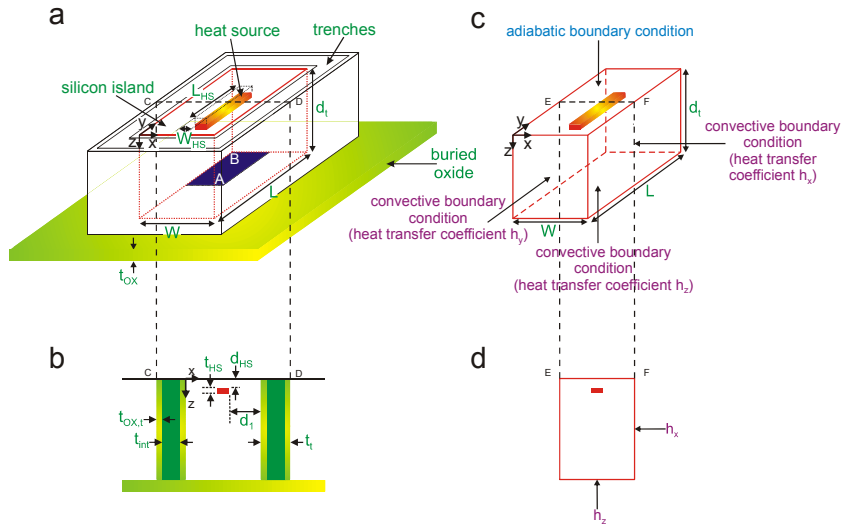 a
heat source
trenches
silicon island
L_HS
C
D
y
x
z
W_HS
d_t
B
A
buried
oxide
L
W
t_OX
c
adiabatic boundary condition
E
F
y
x
z
d_t
convective boundary
condition
(heat transfer
coefficient h_x)
L
convective boundary
condition
(heat transfer coefficient h_y)
W
convective boundary
condition
(heat transfer coefficient h_z)
b
t_HS
d_HS
C
x
D
z
t_OX,t
d_1
t_int
t_t
d
E
F
h_x
h_z